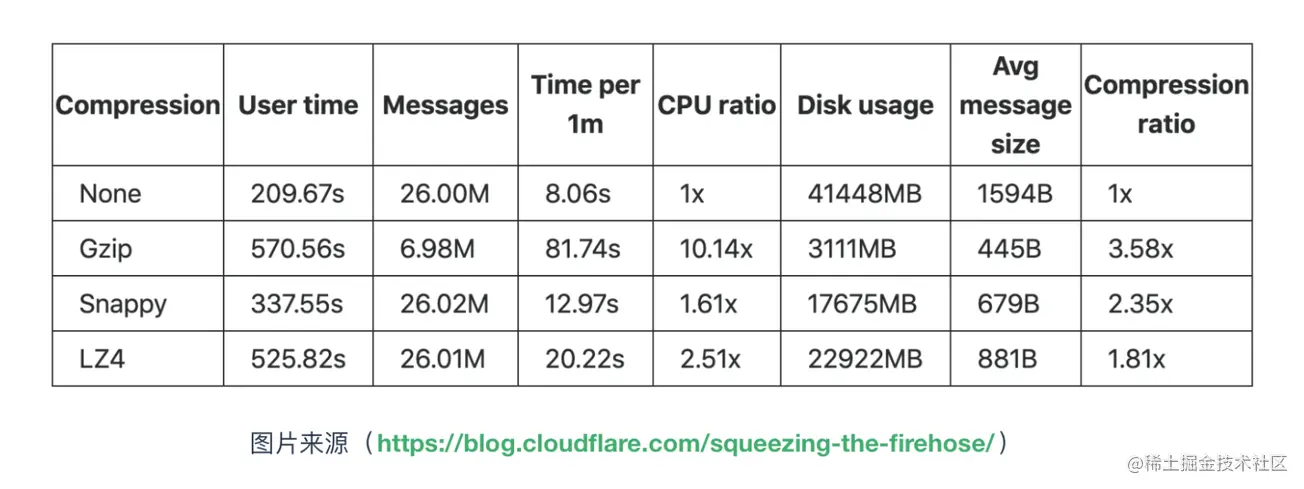 Compression User time Messages Time per 1m CPU ratio Disk usage Avg message size Compression ratio
None 209.67s 26.00M 8.06s 1x 41448MB 1594B 1x
Gzip 570.56s 6.98M 81.74s 10.14x 3111MB 445B 3.58x
Snappy 337.55s 26.02M 12.97s 1.61x 17675MB 679B 2.35x
LZ4 525.82s 26.01M 20.22s 2.51x 22922MB 881B 1.81x
图片来源（https://blog.cloudflare.com/squeezing-the-firehose/）
@稀土掘金技术社区